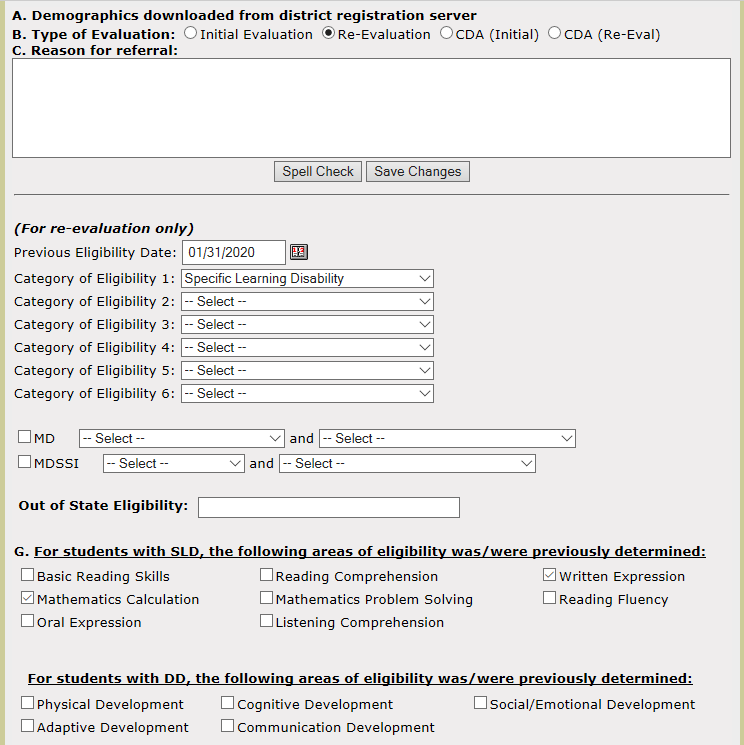 A. Demographics downloaded from district registration server
B. Type of Evaluation: Initial Evaluation Re-Evaluation CDA (Initial) CDA (Re-Eval)
C. Reason for referral:
Spell Check Save Changes
(For re-evaluation only)
Previous Eligibility Date: 01/31/2020
Category of Eligibility 1: Specific Learning Disability
Category of Eligibility 2: -- Select --
Category of Eligibility 3: -- Select --
Category of Eligibility 4: -- Select --
Category of Eligibility 5: -- Select --
Category of Eligibility 6: -- Select --
MD -- Select -- and -- Select --
MDSSI -- Select -- and -- Select --
Out of State Eligibility:
G. For students with SLD, the following areas of eligibility was/were previously determined:
Basic Reading Skills Reading Comprehension Written Expression
Mathematics Calculation Mathematics Problem Solving Reading Fluency
Oral Expression Listening Comprehension
For students with DD, the following areas of eligibility was/were previously determined:
Physical Development Cognitive Development Social/Emotional Development
Adaptive Development Communication Development